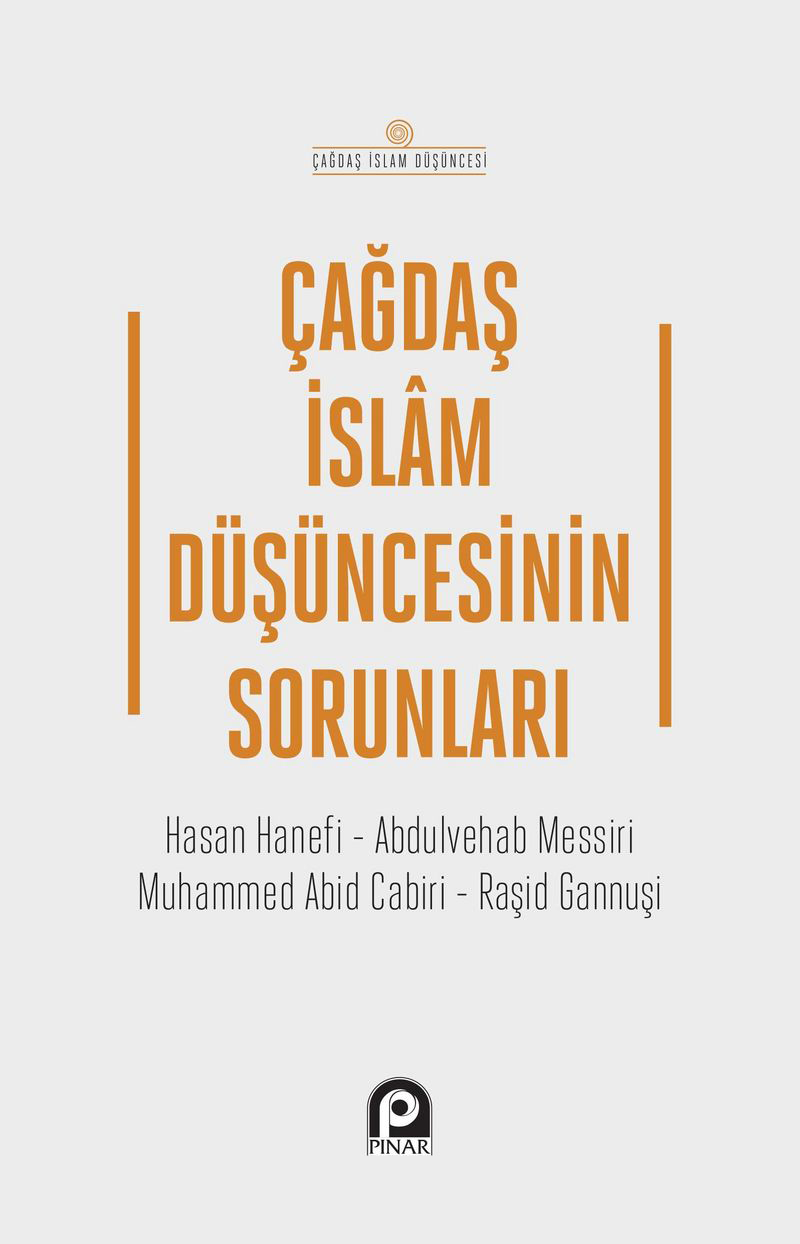 ÇAĞDAŞ İSLAM DÜŞÜNCESİ
ÇAĞDAŞ
İSLÂM
DÜŞÜNCESİNİN
SORUNLARI
Hasan Hanefi - Abdulvehab Messiri
Muhammed Abid Cabiri - Raşid Gannuşi
PINAR